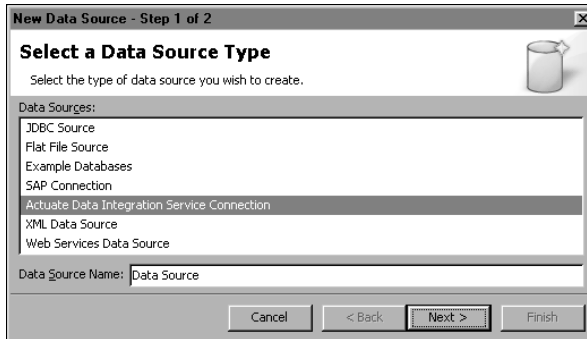 New Data Source - Step 1 of 2
Select a Data Source Type
Select the type of data source you wish to create.
Data Sources:
JDBC Source
Flat File Source
Example Databases
SAP Connection
Actuate Data Integration Service Connection
XML Data Source
Web Services Data Source
Data Source Name: Data Source
Cancel < Back Next > Finish